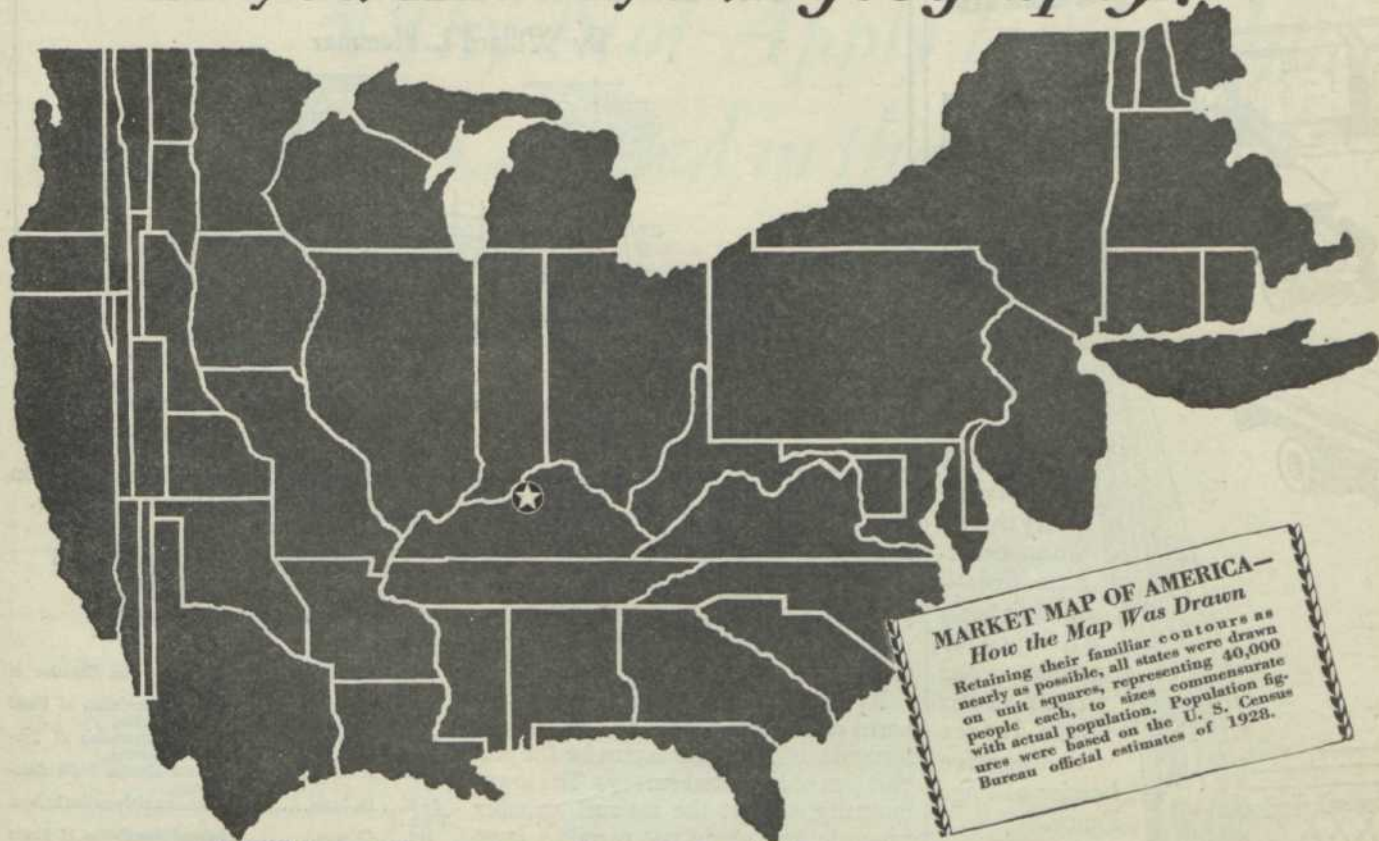 MARKET MAP OF AMERICA—
How the Map Was Drawn
Retaining their familiar contours as
nearly as possible, all states were drawn
on unit squares, representing 40,000
people each, to sizes commensurate
with actual population. Population fig-
ures were based on the U. S. Census
Bureau official estimates of 1928.